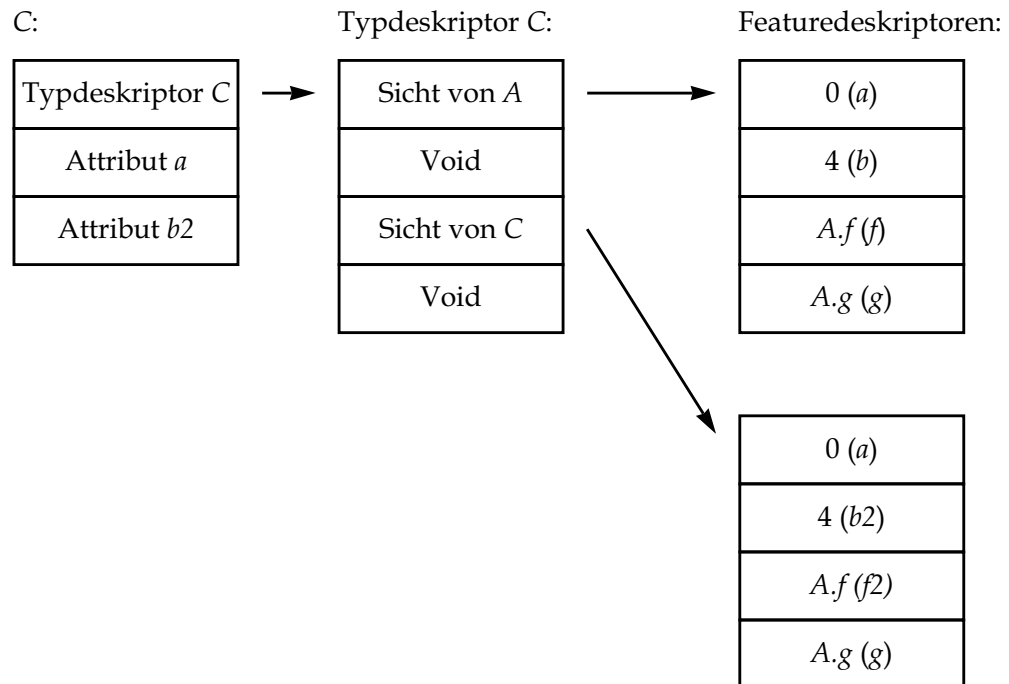 C:
Typdeskriptor C
Attribut a
Attribut b2
Typdeskriptor C:
Sicht von A
Void
Sicht von C
Void
Featuredeskriptoren:
0 (a)
4 (b)
A.f (f)
A.g (g)
0 (a)
4 (b2)
A.f (f2)
A.g (g)